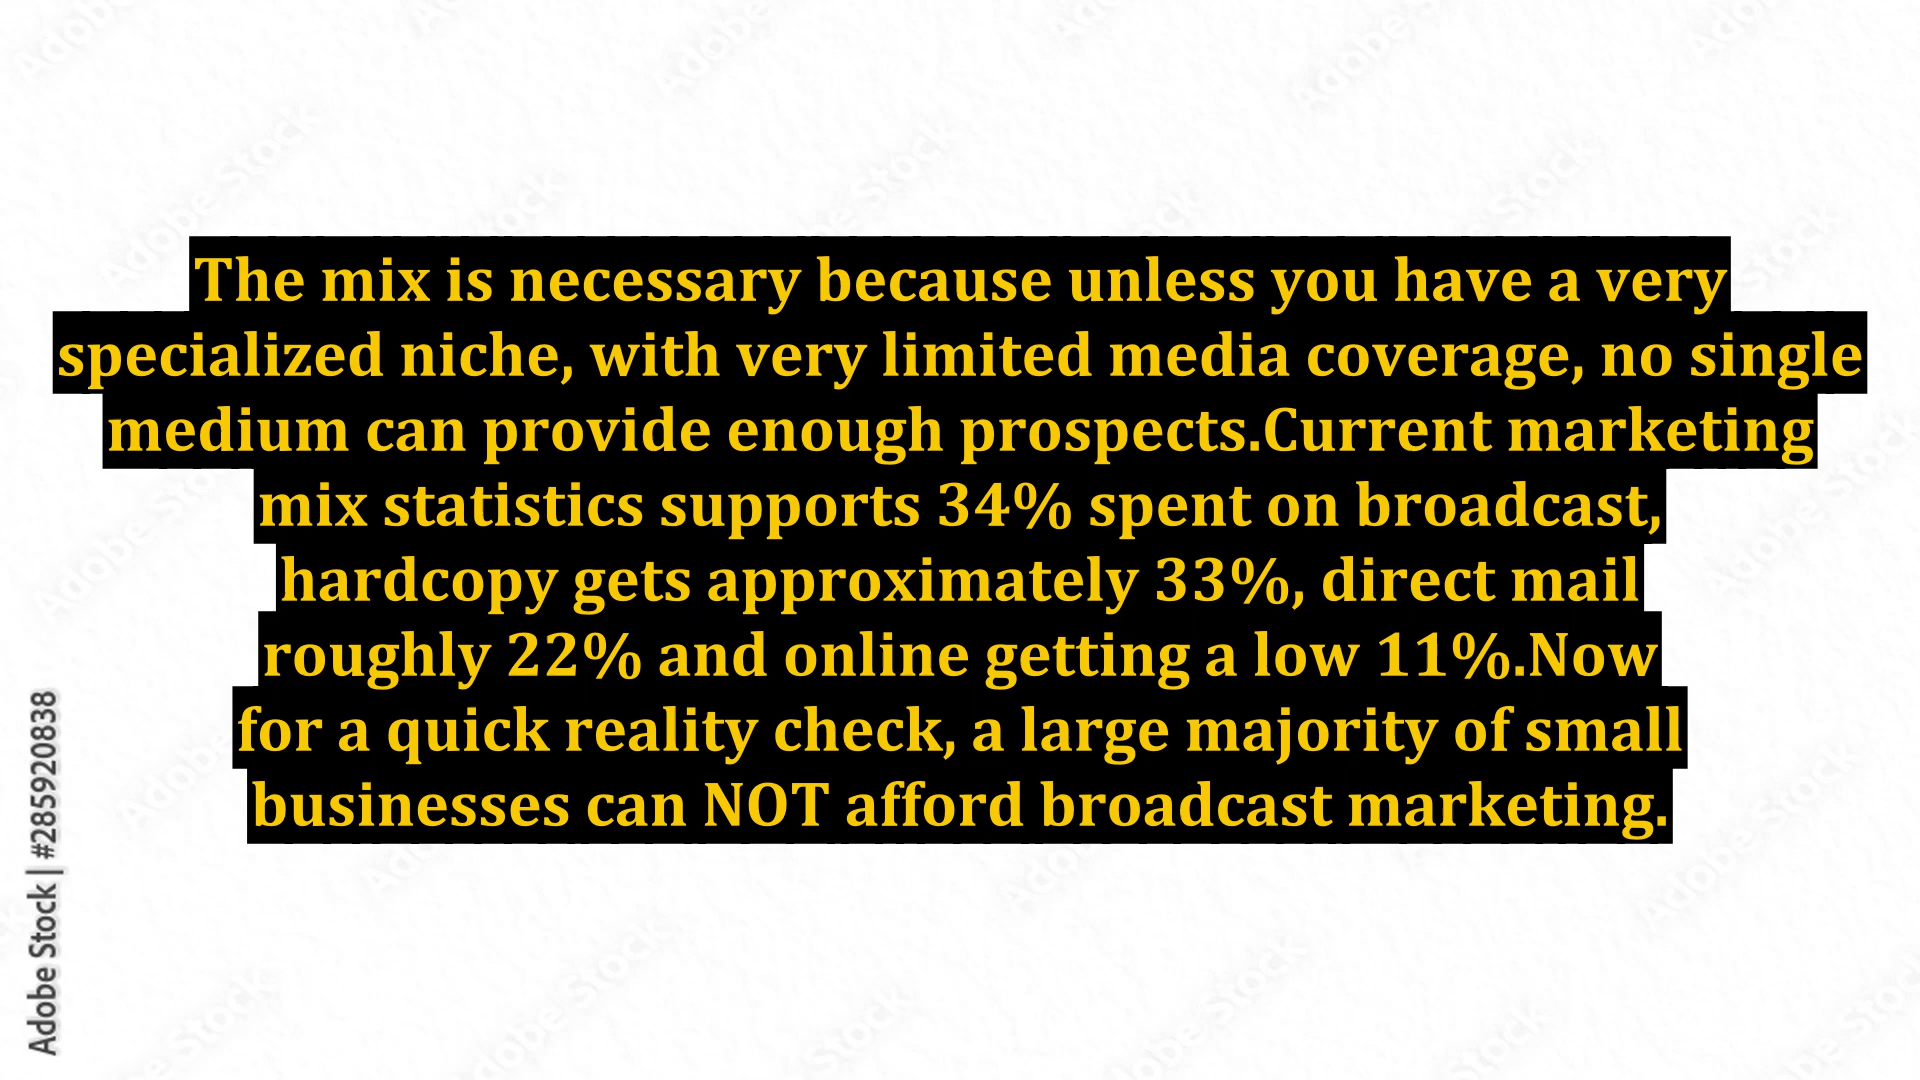 The mix is necessary because unless you have a very
specialized niche, with very limited media coverage, no single
medium can provide enough prospects.Current marketing
mix statistics supports 34% spent on broadcast,
hardcopy gets approximately 33%, direct mail
roughly 22% and online getting a low 11%.Now
for a quick reality check, a large majority of small
businesses can NOT afford broadcast marketing.
Adobe Stock | #285920838